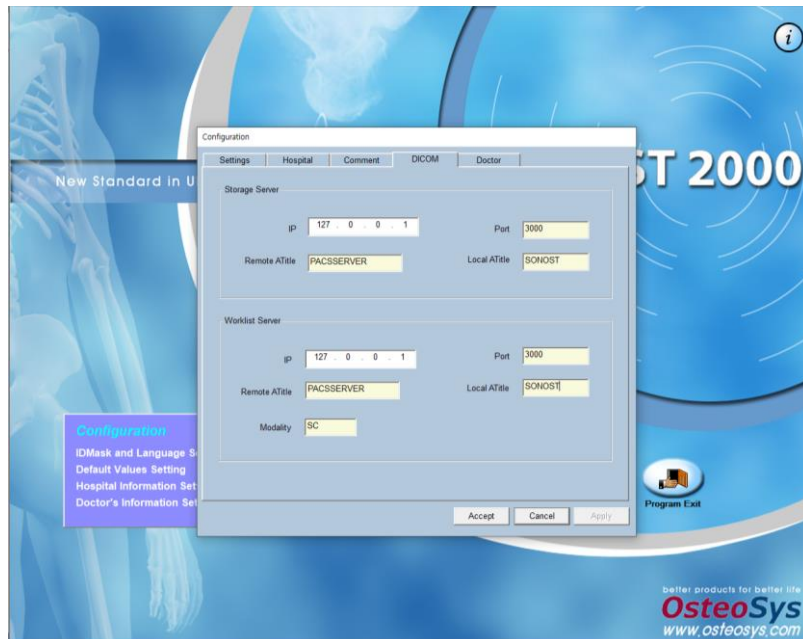 i
Configuration
Settings Hospital Comment DICOM Doctor
ST 2000
New Standard in U
Storage Server
IP 127 . 0 . 0 . 1 Port 3000
Remote ATitle PACSSERVER Local ATitle SONOST
Worklist Server
IP 127 . 0 . 0 . 1 Port 3000
Remote ATitle PACSSERVER Local ATitle SONOST
Modality SC
Configuration
IDMask and Language S
Default Values Setting
Hospital Information Set
Doctor's Information Set
Program Exit
Accept Cancel Apply
better products for better life
OsteoSys
www.osteosys.com